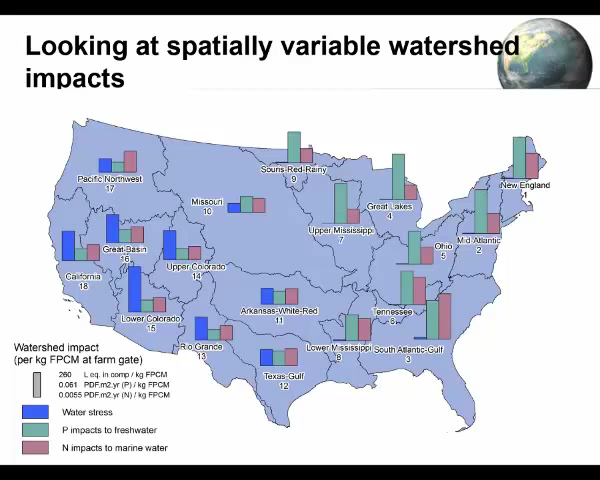 Looking at spatially variable watershed
impacts
Souris-Red-Rainy
9
Pacific Northwest
17
New England
1
Missouri
10
Great Lakes
4
Upper Mississippi
7
Mid-Atlantic
2
Ohio
5
Great-Basin
16
Upper Colorado
14
California
18
Arkansas-White-Red
11
Tennessee
6
Lower Colorado
15
Rio Grande
13
Lower Mississippi
8
South Atlantic-Gulf
3
Texas-Gulf
12
Watershed impact
(per kg FPCM at farm gate)
260 L eq. in comp / kg FPCM
0.061 PDF.m2.yr (P) / kg FPCM
0.0055 PDF.m2.yr (N) / kg FPCM
Water stress
P impacts to freshwater
N impacts to marine water